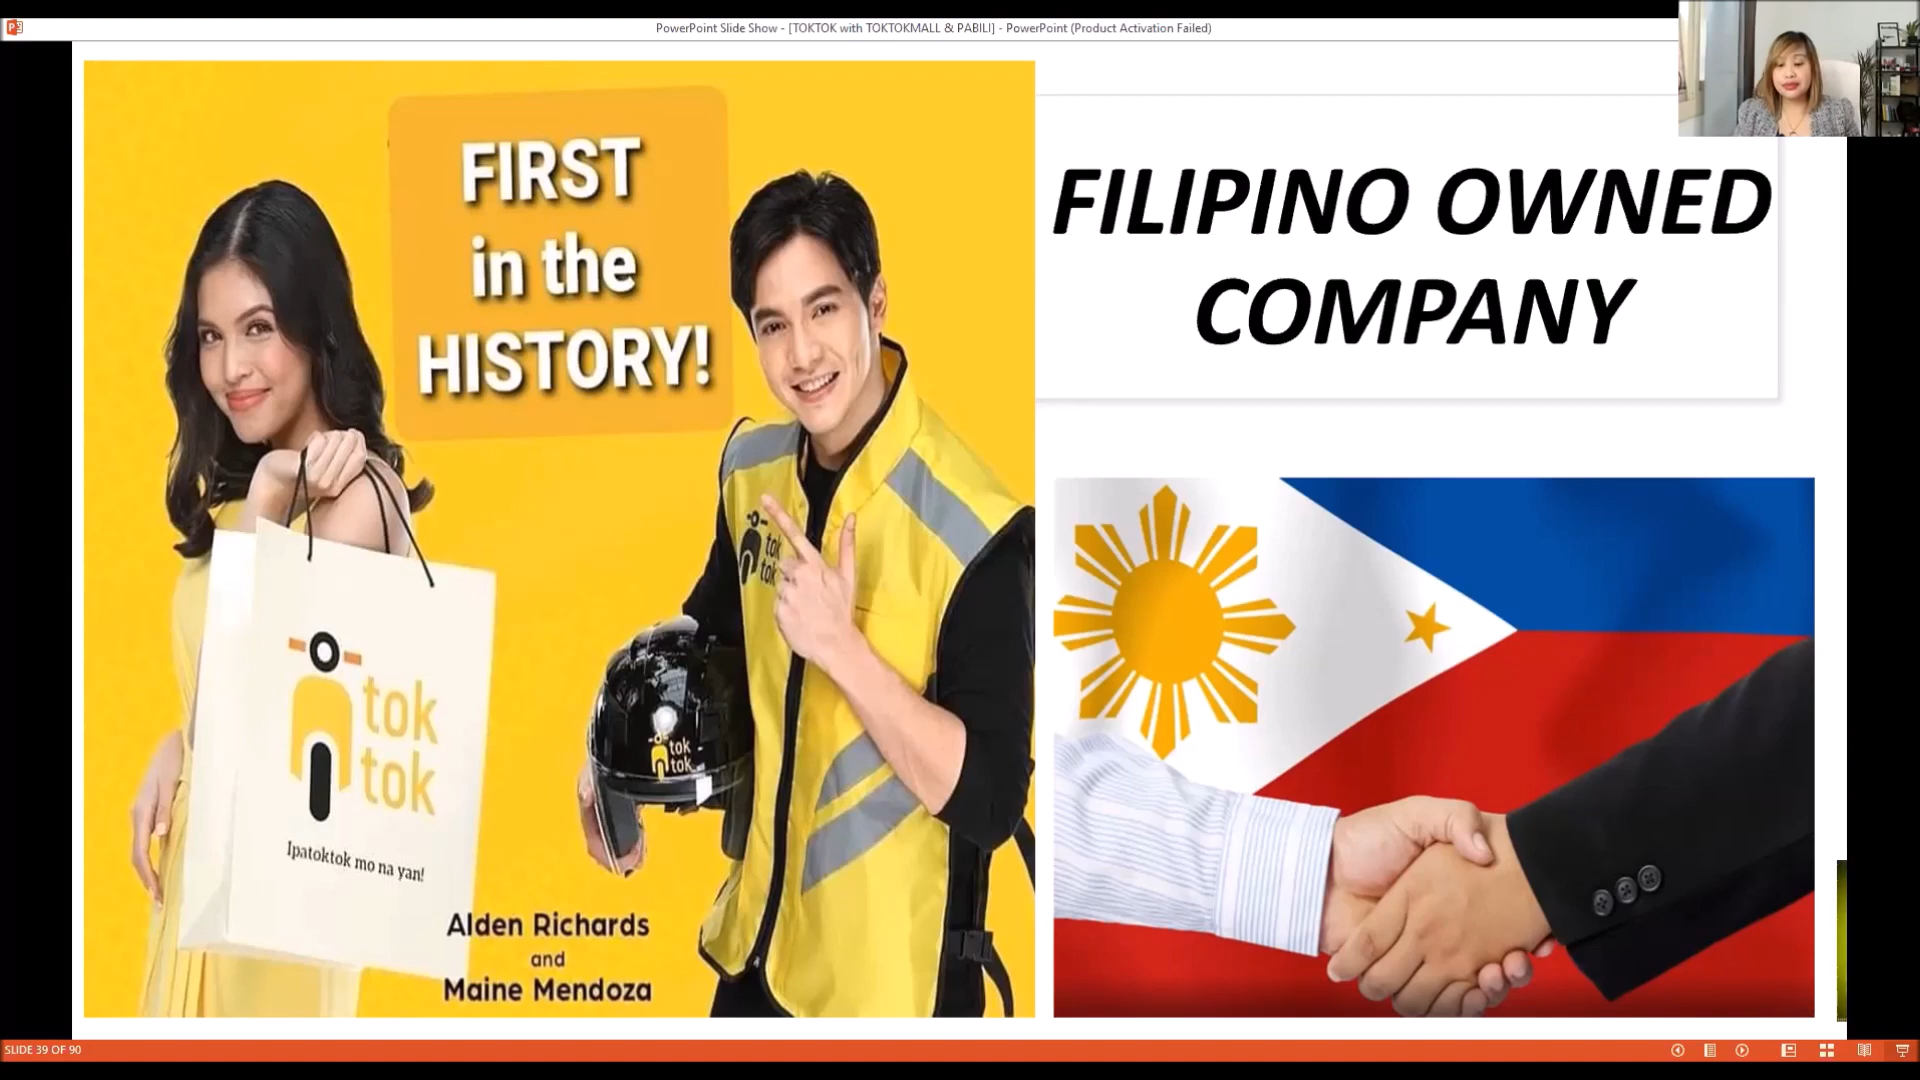 PowerPoint Slide Show - [TOKTOK with TOKTOKMALL & PABILI] - PowerPoint (Product Activation Failed)
FIRST
in the
HISTORY!
FILIPINO OWNED
COMPANY
tok
tok
tok
tok
tok
tok
Ipatoktok mo na yan!
Alden Richards
and
Maine Mendoza
SLIDE 39 OF 90